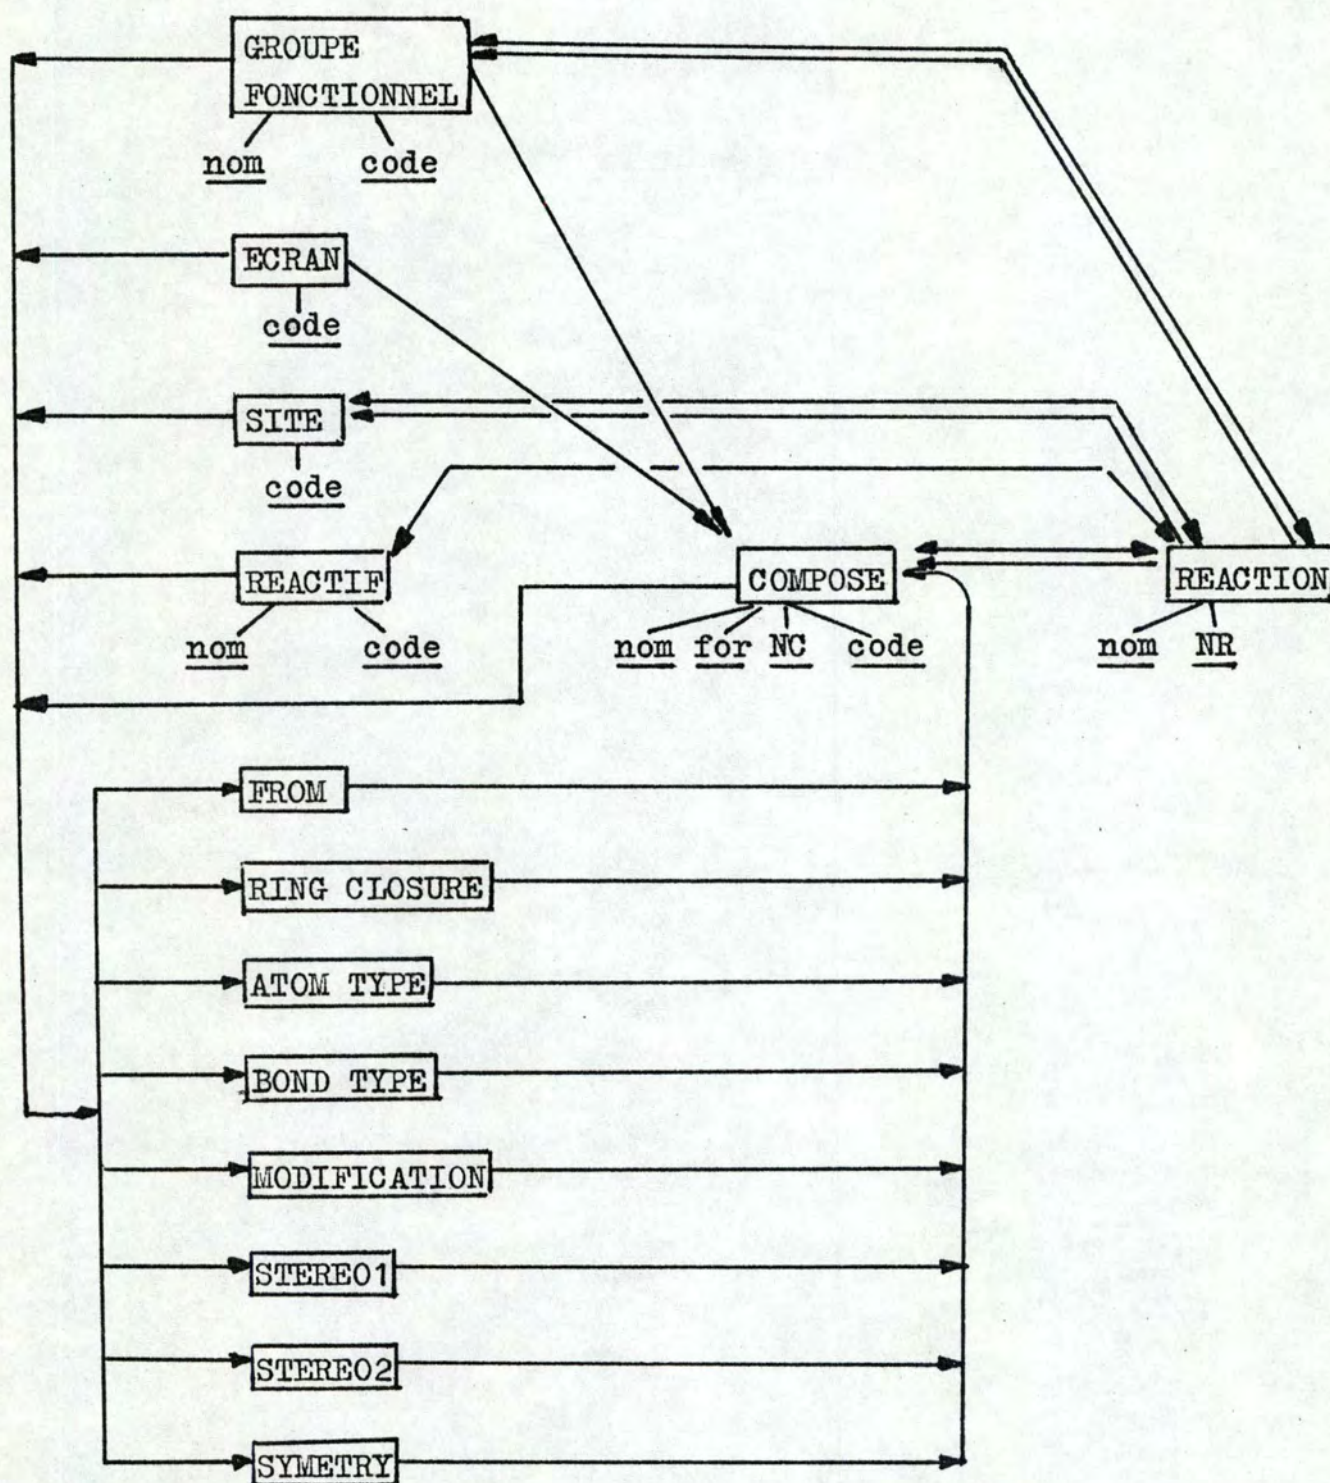 GROUPE
FONCTIONNEL
nom code
ECRAN
code
SITE
code
REACTIF
nom code
COMPOSE
nom for NC code
REACTION
nom NR
FROM
RING CLOSURE
ATOM TYPE
BOND TYPE
MODIFICATION
STEREO1
STEREO2
SYMETRY